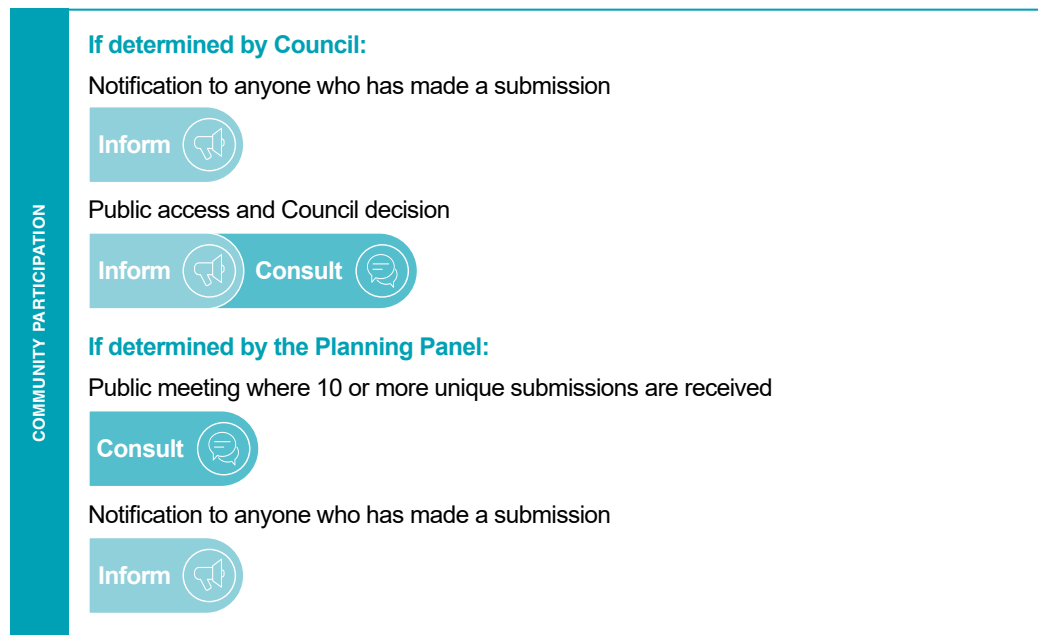 COMMUNITY PARTICIPATION
If determined by Council:
Notification to anyone who has made a submission
Inform
Public access and Council decision
Inform Consult
If determined by the Planning Panel:
Public meeting where 10 or more unique submissions are received
Consult
Notification to anyone who has made a submission
Inform